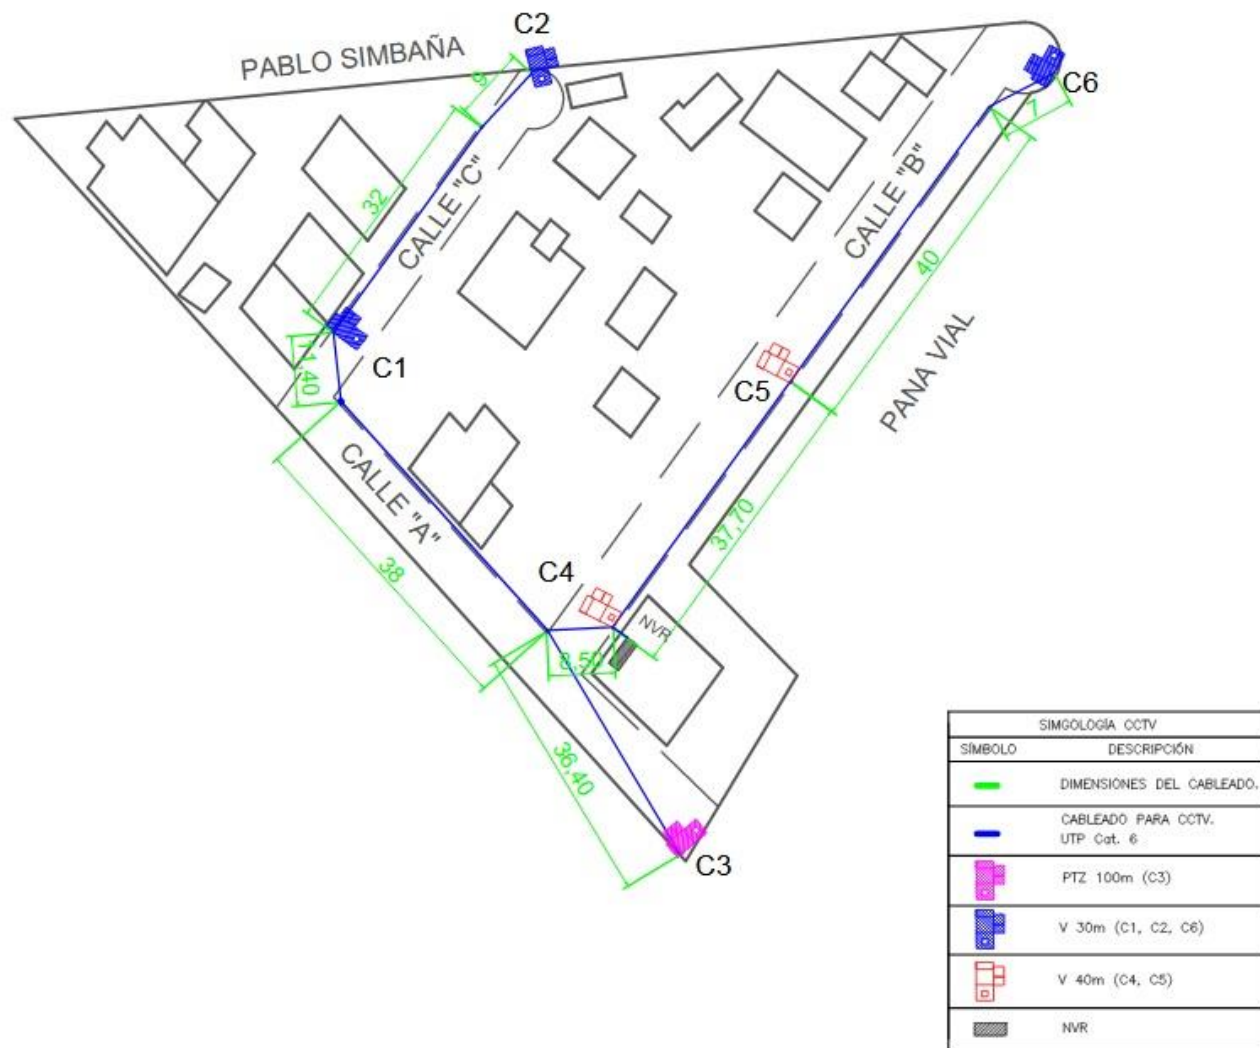 C2
PABLO SIMBAÑA
9
C6
7
32
CALLE "C"
CALLE "B"
40
PANA VIAL
C1
11,40
C5
CALLE "A"
37,70
38
C4
NVR
8,50
36,40
C3
SIMGOLOGÍA CCTV
SÍMBOLO DESCRIPCIÓN
DIMENSIONES DEL CABLEADO.
CABLEADO PARA CCTV.
UTP Cat. 6
PTZ 100m (C3)
V 30m (C1, C2, C6)
V 40m (C4, C5)
NVR